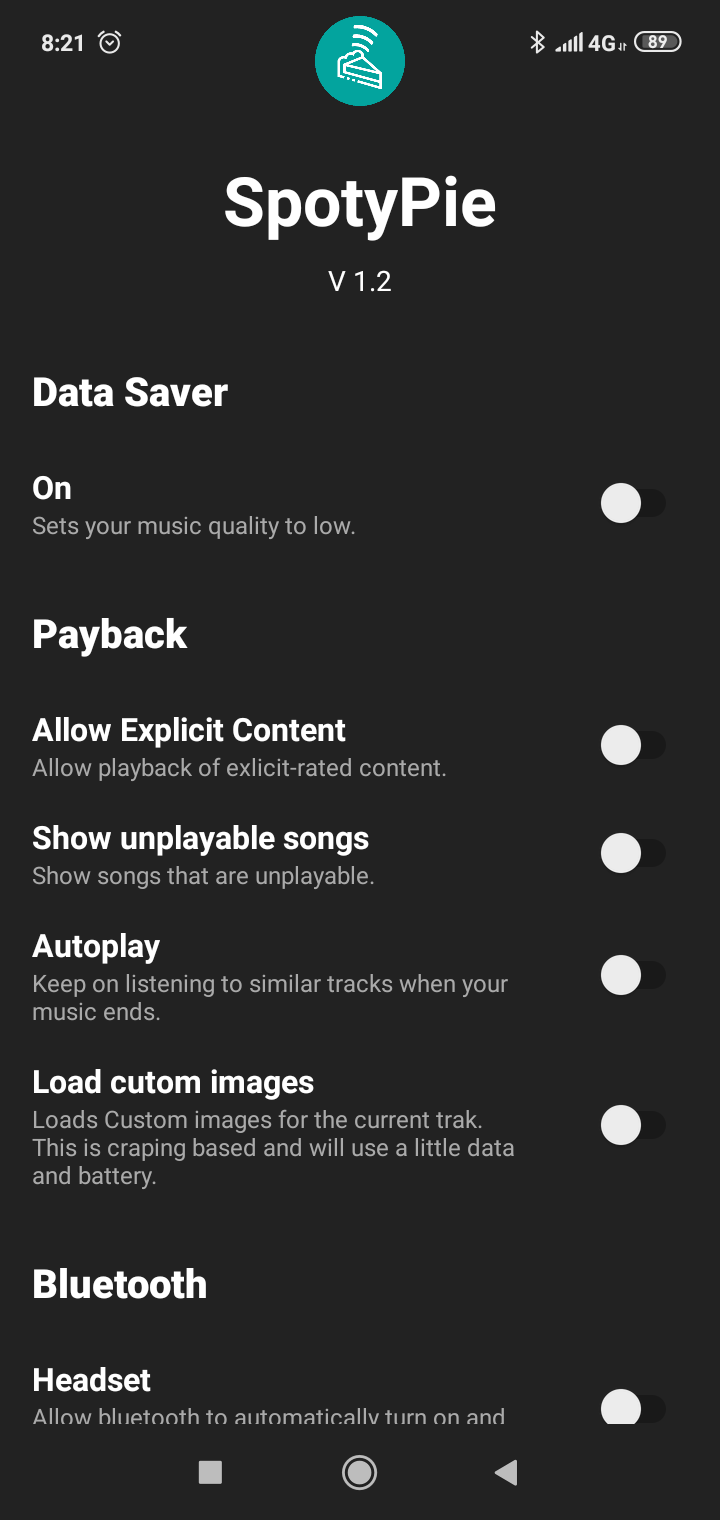 8:21 4G 89
SpotyPie
V 1.2
Data Saver
On
Sets your music quality to low.
Payback
Allow Explicit Content
Allow playback of exlicit-rated content.
Show unplayable songs
Show songs that are unplayable.
Autoplay
Keep on listening to similar tracks when your
music ends.
Load cutom images
Loads Custom images for the current trak.
This is craping based and will use a little data
and battery.
Bluetooth
Headset
Allow bluetooth to automatically turn on and